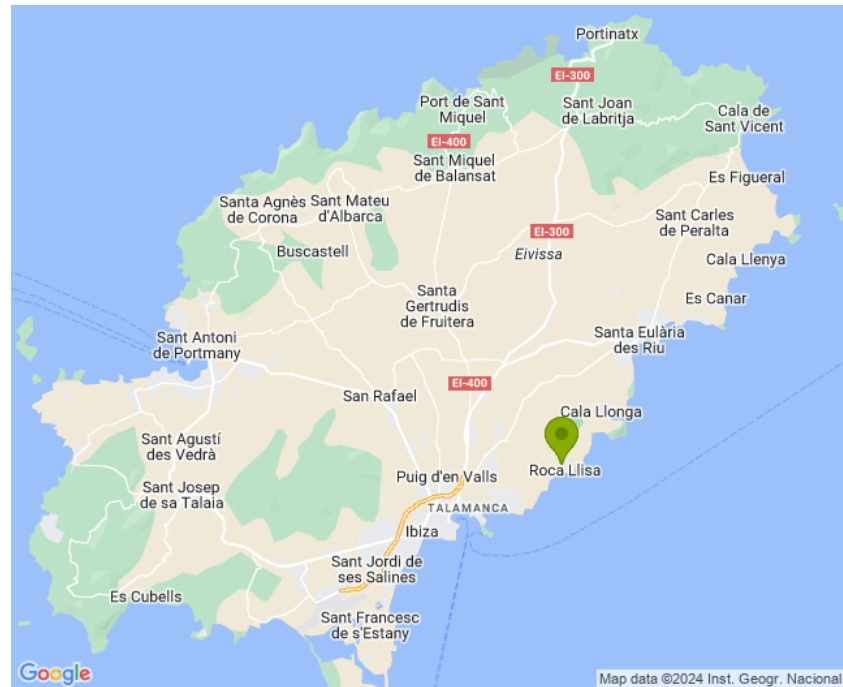 Portinatx
EI-300
Port de Sant
Miquel
Sant Joan
de Labritja
Cala de
Sant Vicent
EI-400
Sant Miquel
de Balansat
Es Figueral
Santa Agnès
de Corona
Sant Mateu
d'Albarca
Sant Carles
de Peralta
EI-300
Buscastell
Eivissa
Cala Llenya
Santa
Gertrudis
de Fruitera
Es Canar
Sant Antoni
de Portmany
Santa Eulària
des Riu
EI-400
San Rafael
Cala Llonga
Sant Agustí
des Vedrà
Roca Llisa
Puig d'en Valls
Sant Josep
de sa Talaia
TALAMANCA
Ibiza
Sant Jordi de
ses Salines
Es Cubells
Sant Francesc
de s'Estany
Google
Map data ©2024 Inst. Geogr. Nacional